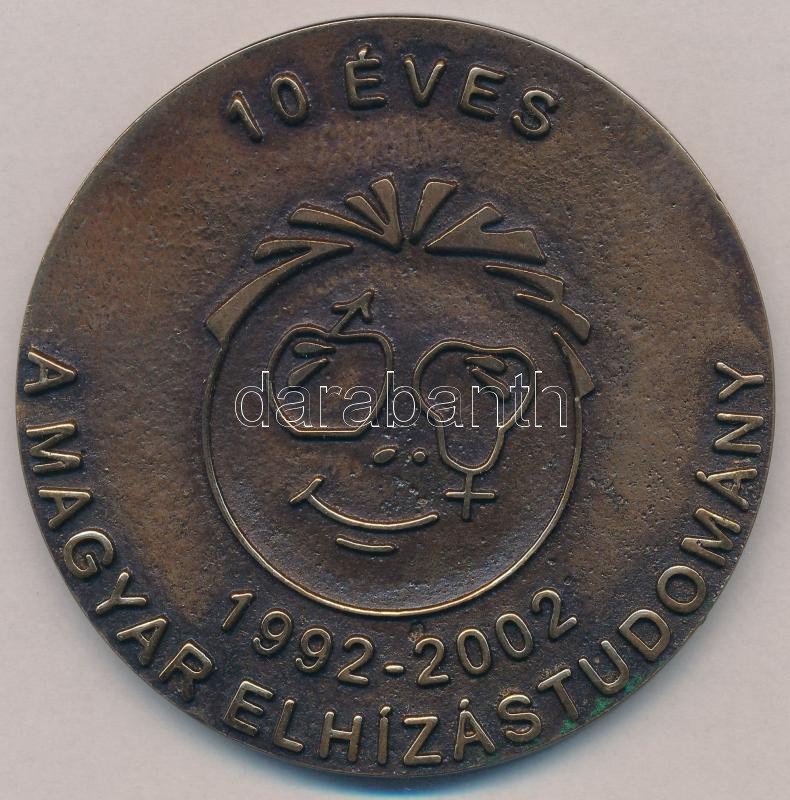 10 ÉVES
darabanth
1992-2002
A MAGYAR ELHÍZÁSTUDOMÁNY